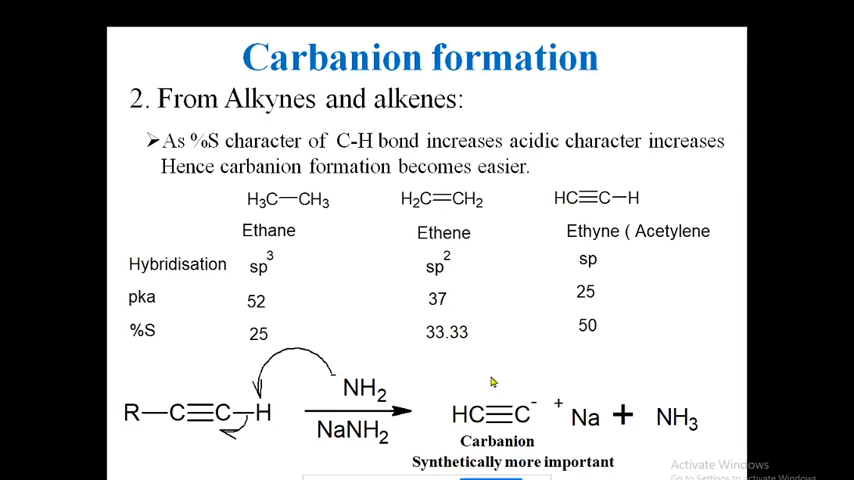 Carbanion formation
2. From Alkynes and alkenes:
➢As %S character of C-H bond increases acidic character increases
Hence carbanion formation becomes easier.
H₃C—CH₃ H₂C=CH₂ HC≡C—H
Ethane Ethene Ethyne ( Acetylene
Hybridisation sp³ sp² sp
pka 52 37 25
%S 25 33.33 50
R—C≡C—H ⁻NH₂ HC≡C⁻ ⁺Na + NH₃
NaNH₂
Carbanion
Synthetically more important
Activate Windows
Go to Settings to activate Windows.